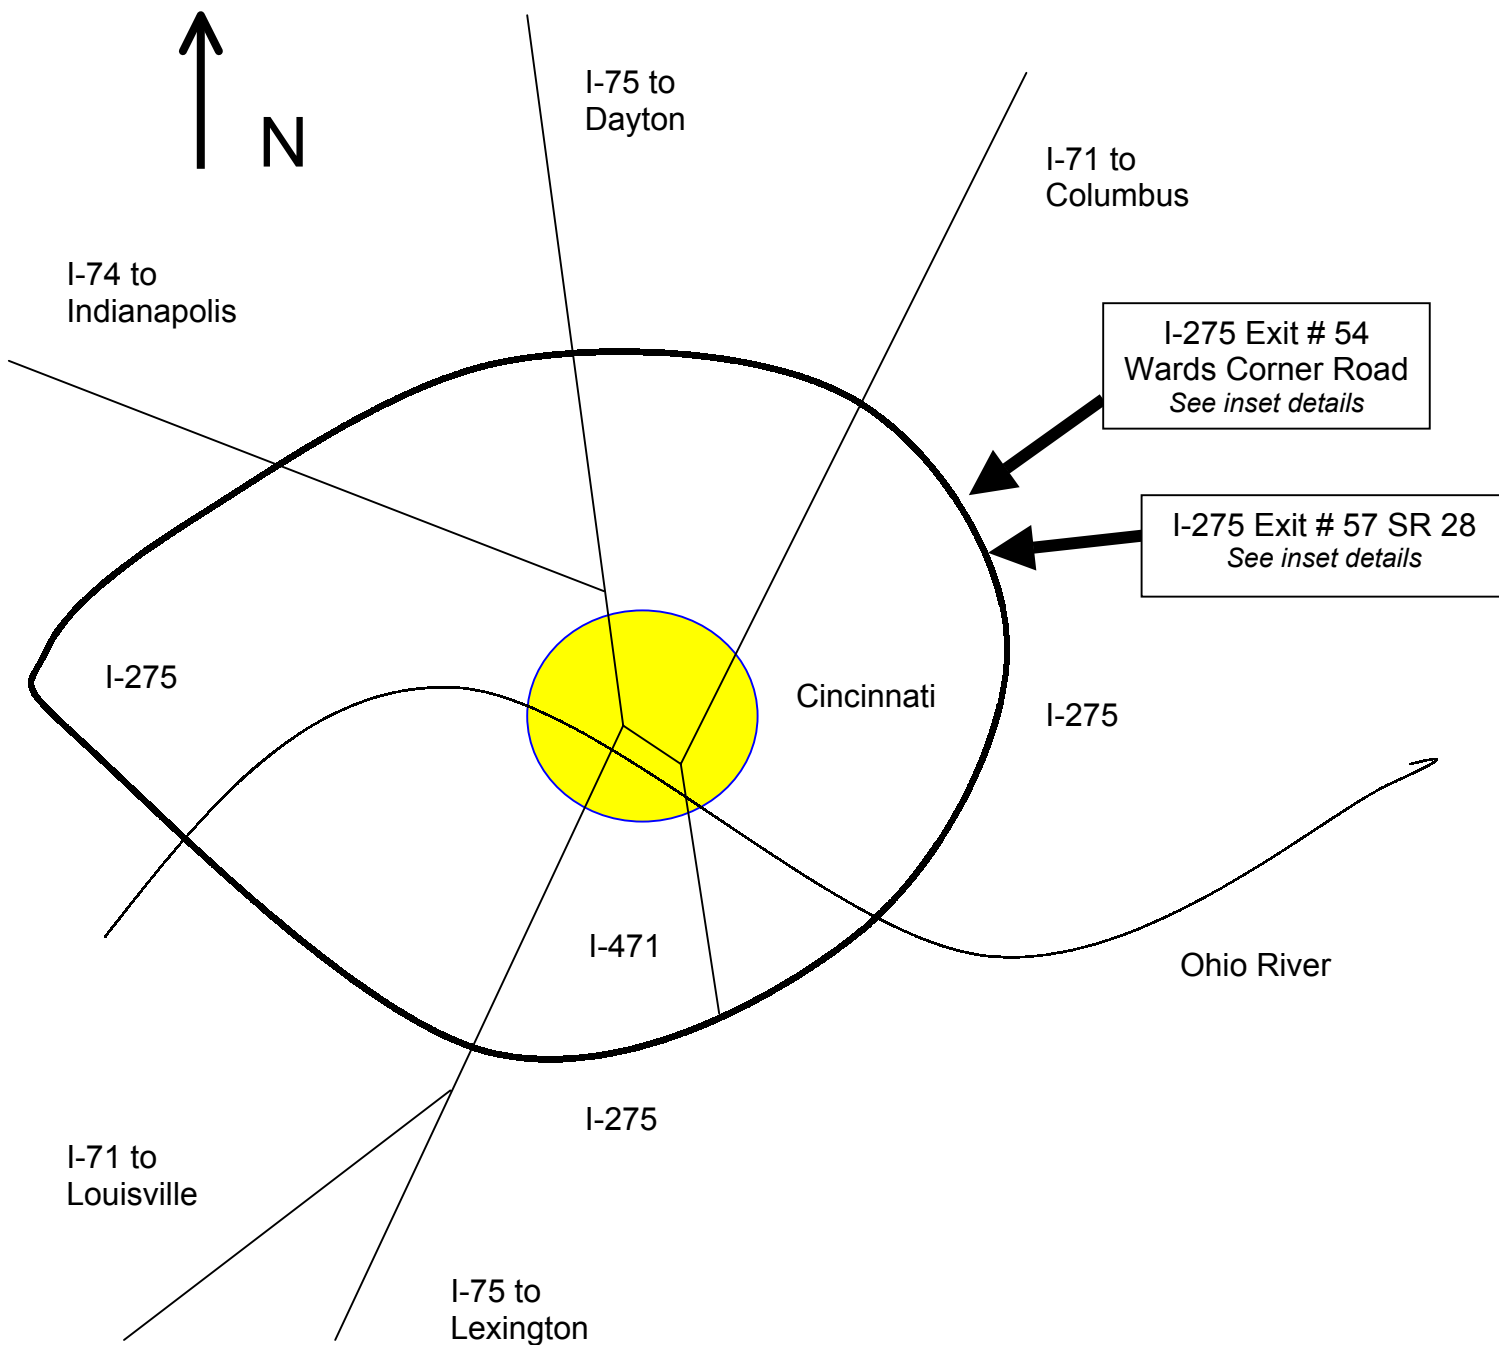 N
I-75 to
Dayton
I-71 to
Columbus
I-74 to
Indianapolis
I-275 Exit # 54
Wards Corner Road
See inset details
I-275 Exit # 57 SR 28
See inset details
I-275
Cincinnati
I-275
I-471
Ohio River
I-275
I-71 to
Louisville
I-75 to
Lexington